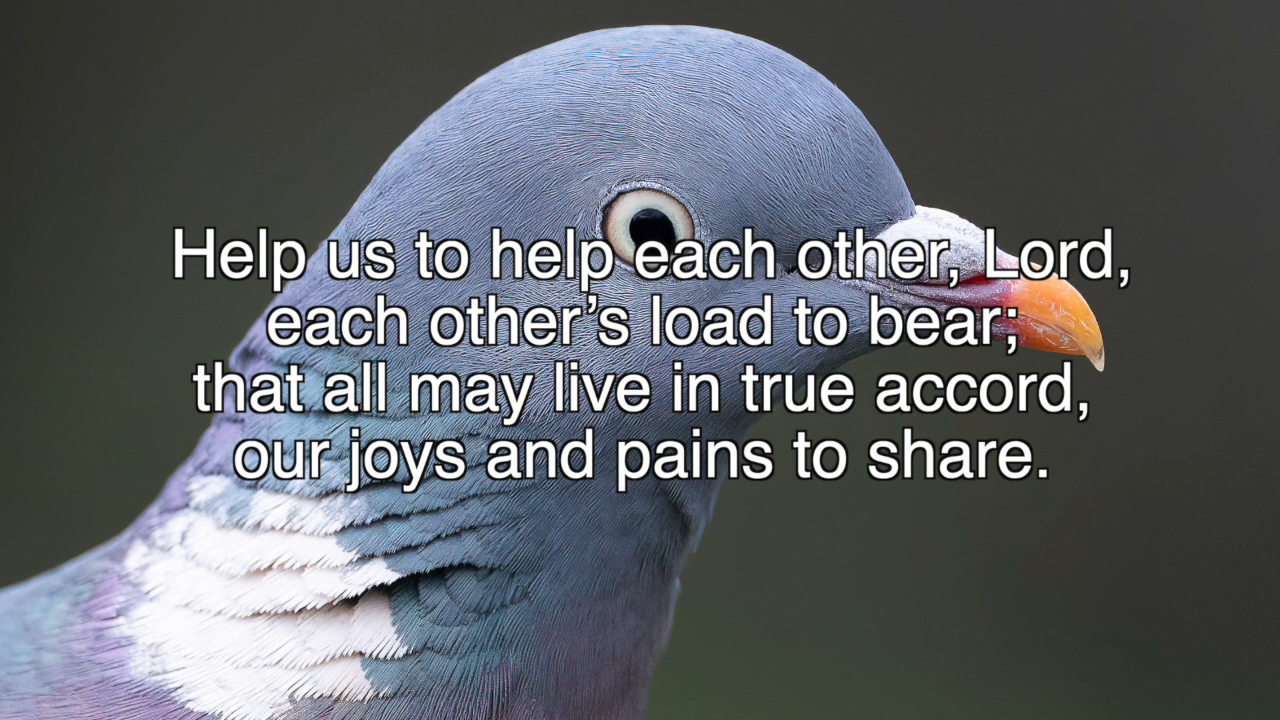 Help us to help each other, Lord,
each other’s load to bear;
that all may live in true accord,
our joys and pains to share.